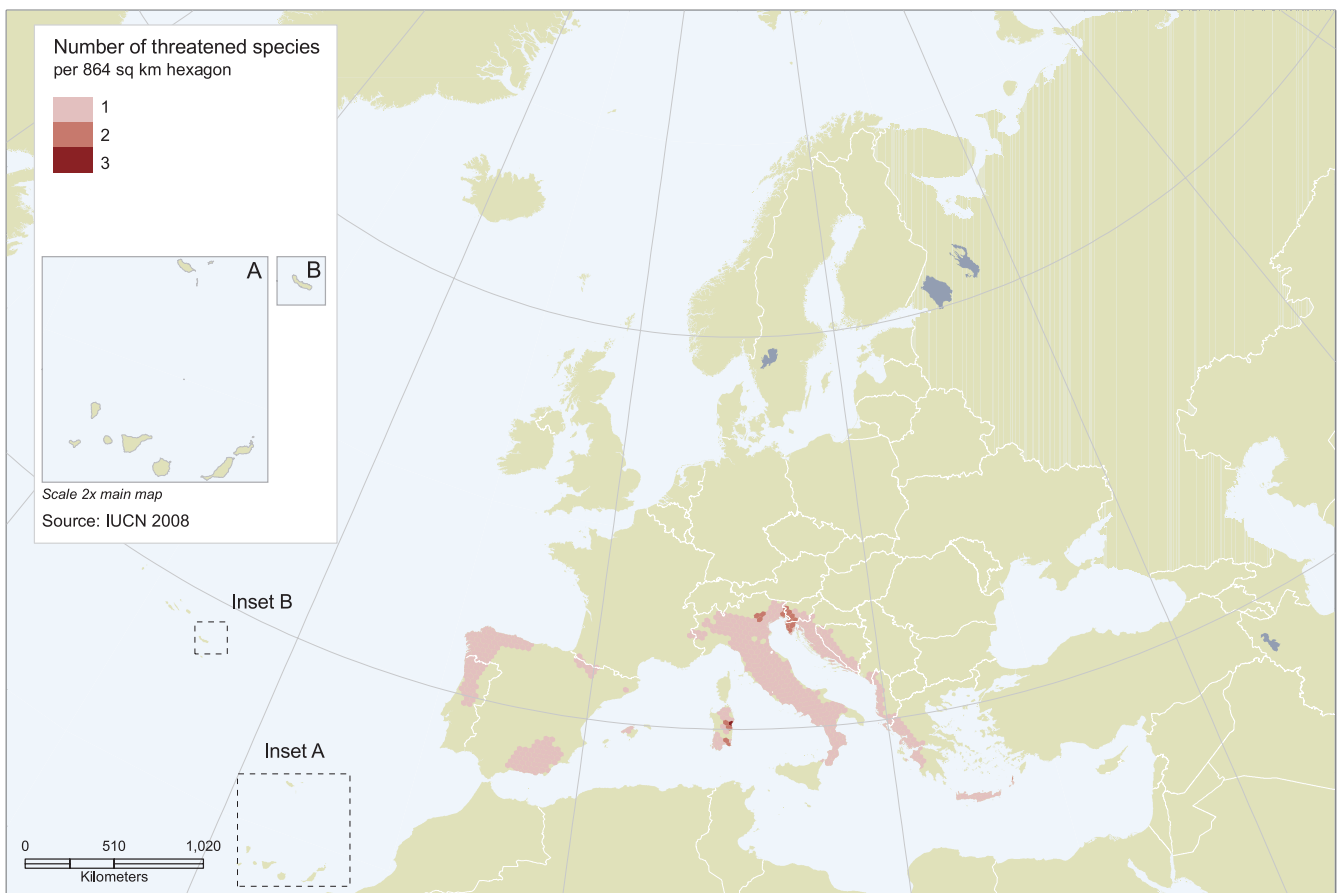 Number of threatened species
per 864 sq km hexagon
1
2
3
A
B
Scale 2x main map
Source: IUCN 2008
Inset B
Inset A
0 510 1,020
Kilometers